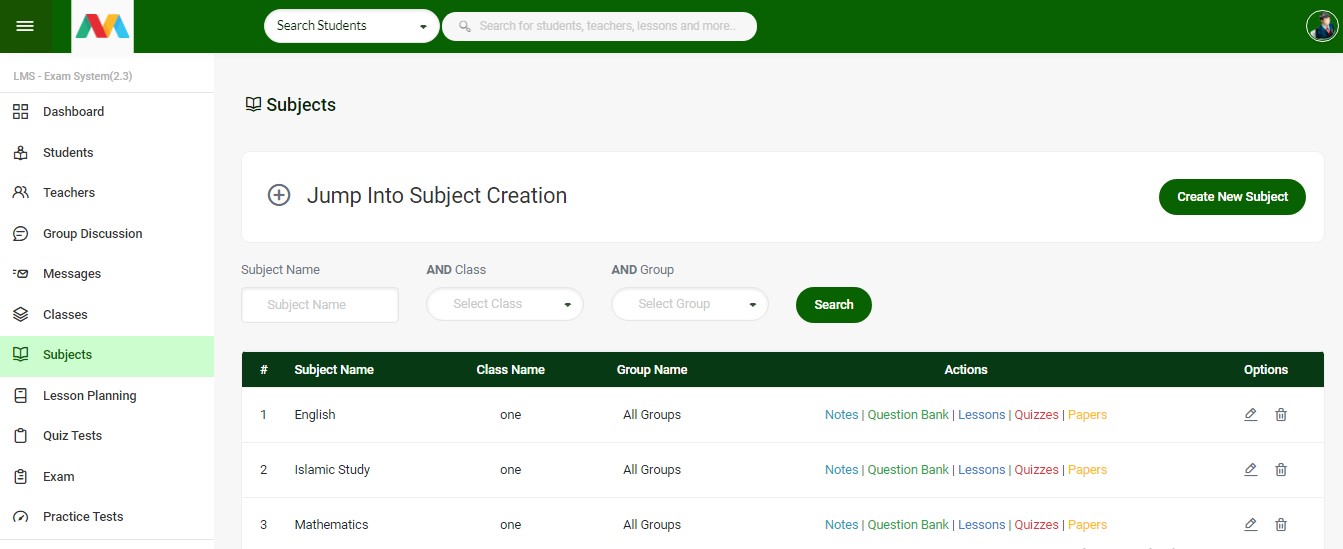 Search Students
Search for students, teachers, lessons and more..
LMS - Exam System(2.3)
Dashboard
Students
Teachers
Group Discussion
Messages
Classes
Subjects
Lesson Planning
Quiz Tests
Exam
Practice Tests
Subjects
Jump Into Subject Creation
Create New Subject
Subject Name
AND Class
AND Group
Subject Name
Select Class
Select Group
Search
# Subject Name Class Name Group Name Actions Options
1 English one All Groups Notes | Question Bank | Lessons | Quizzes | Papers
2 Islamic Study one All Groups Notes | Question Bank | Lessons | Quizzes | Papers
3 Mathematics one All Groups Notes | Question Bank | Lessons | Quizzes | Papers